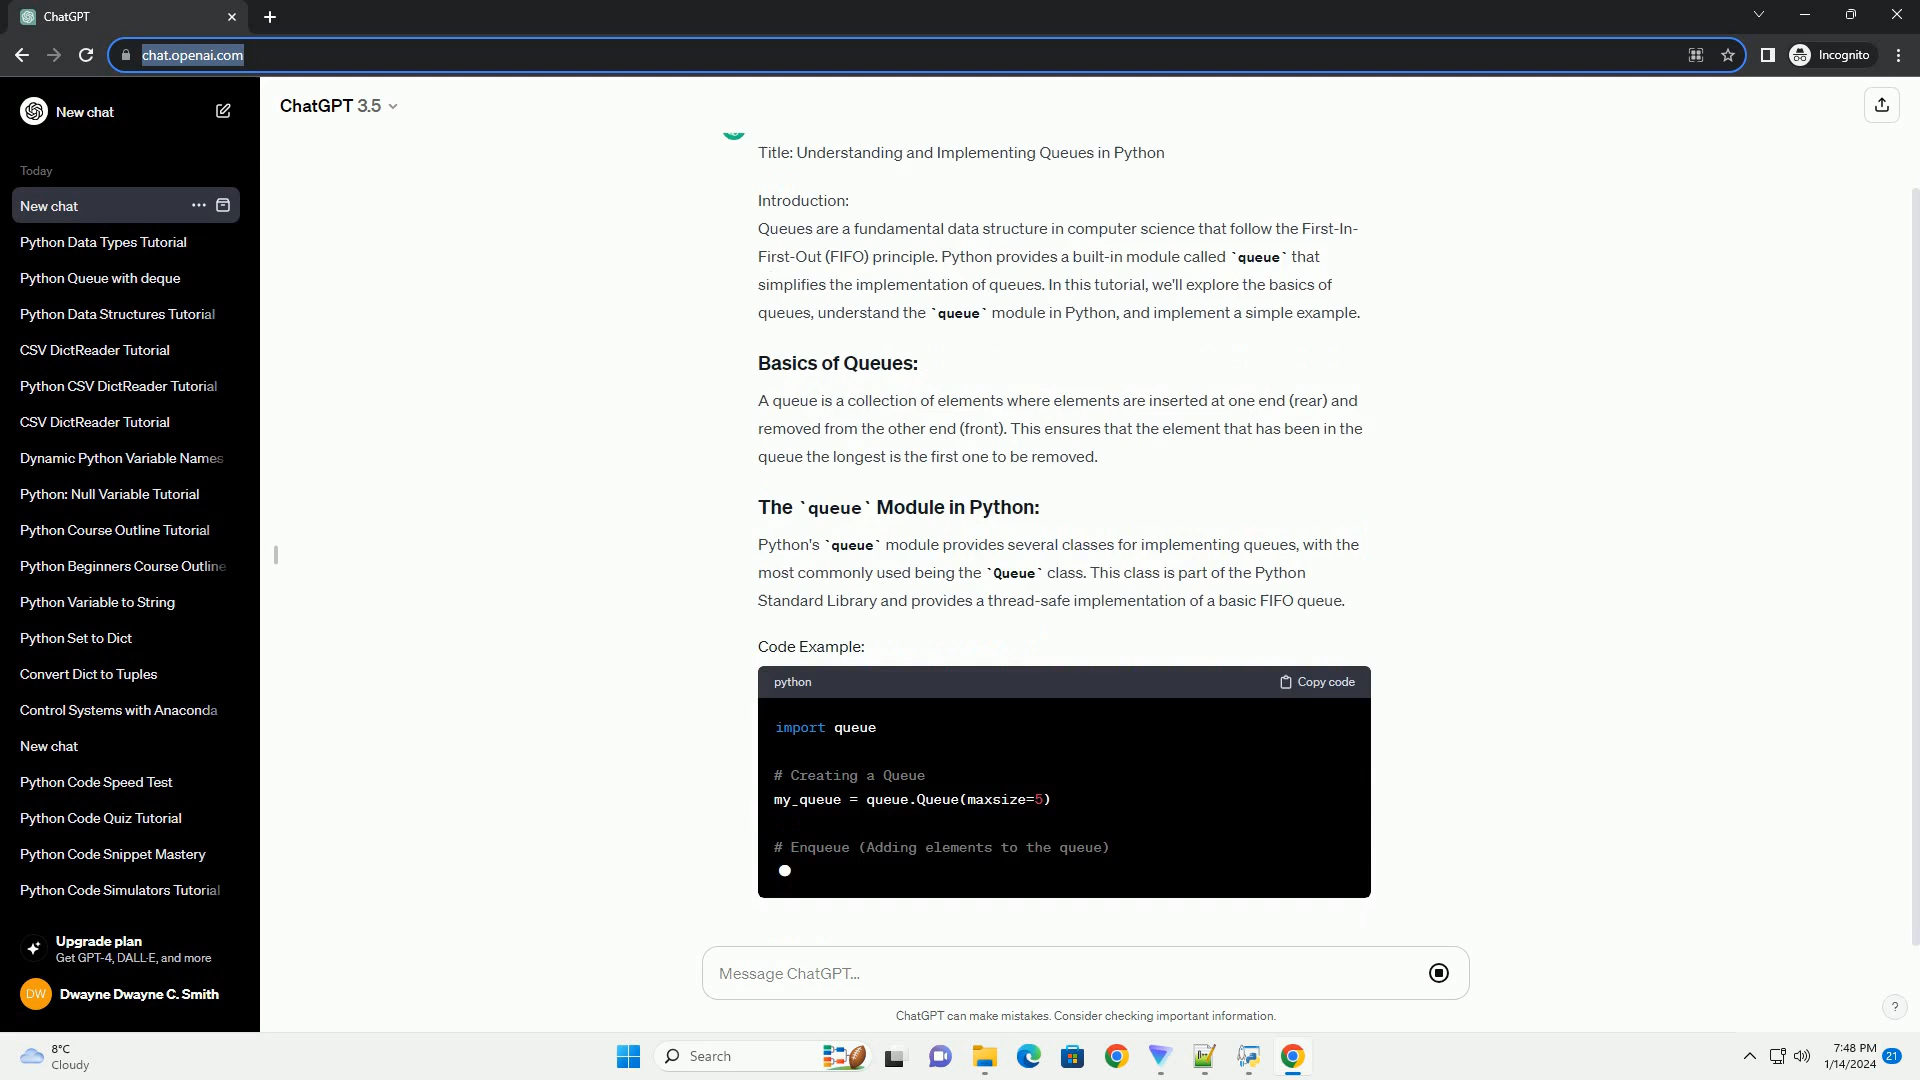 ChatGPT
chat.openai.com
Incognito
New chat
Today
New chat
Python Data Types Tutorial
Python Queue with deque
Python Data Structures Tutorial
CSV DictReader Tutorial
Python CSV DictReader Tutorial
CSV DictReader Tutorial
Dynamic Python Variable Names
Python: Null Variable Tutorial
Python Course Outline Tutorial
Python Beginners Course Outline
Python Variable to String
Python Set to Dict
Convert Dict to Tuples
Control Systems with Anaconda
New chat
Python Code Speed Test
Python Code Quiz Tutorial
Python Code Snippet Mastery
Python Code Simulators Tutorial
Upgrade plan
Get GPT-4, DALL·E, and more
DW
Dwayne Dwayne C. Smith
ChatGPT 3.5
Title: Understanding and Implementing Queues in Python
Introduction:
Queues are a fundamental data structure in computer science that follow the First-In-
First-Out (FIFO) principle. Python provides a built-in module called `queue` that
simplifies the implementation of queues. In this tutorial, we'll explore the basics of
queues, understand the `queue` module in Python, and implement a simple example.
Basics of Queues:
A queue is a collection of elements where elements are inserted at one end (rear) and
removed from the other end (front). This ensures that the element that has been in the
queue the longest is the first one to be removed.
The `queue` Module in Python:
Python's `queue` module provides several classes for implementing queues, with the
most commonly used being the `Queue` class. This class is part of the Python
Standard Library and provides a thread-safe implementation of a basic FIFO queue.
Code Example:
python
Copy code
import queue
# Creating a Queue
my_queue = queue.Queue(maxsize=5)
# Enqueue (Adding elements to the queue)
Message ChatGPT...
ChatGPT can make mistakes. Consider checking important information.
?
8°C
Cloudy
Search
7:48 PM
1/14/2024
21